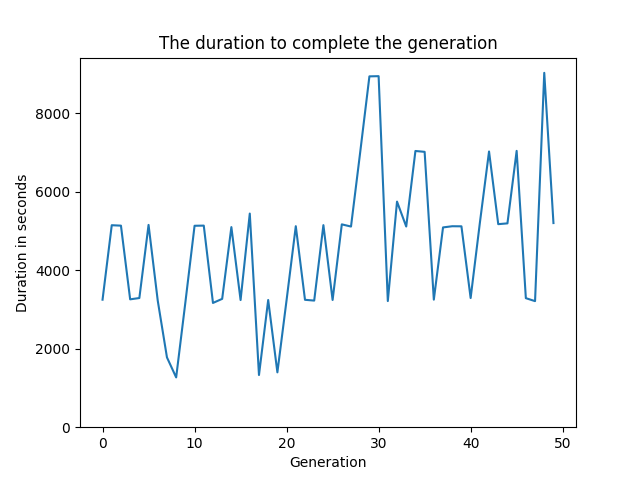 The duration to complete the generation
8000
6000
4000
2000
0
Duration in seconds
0 10 20 30 40 50
Generation